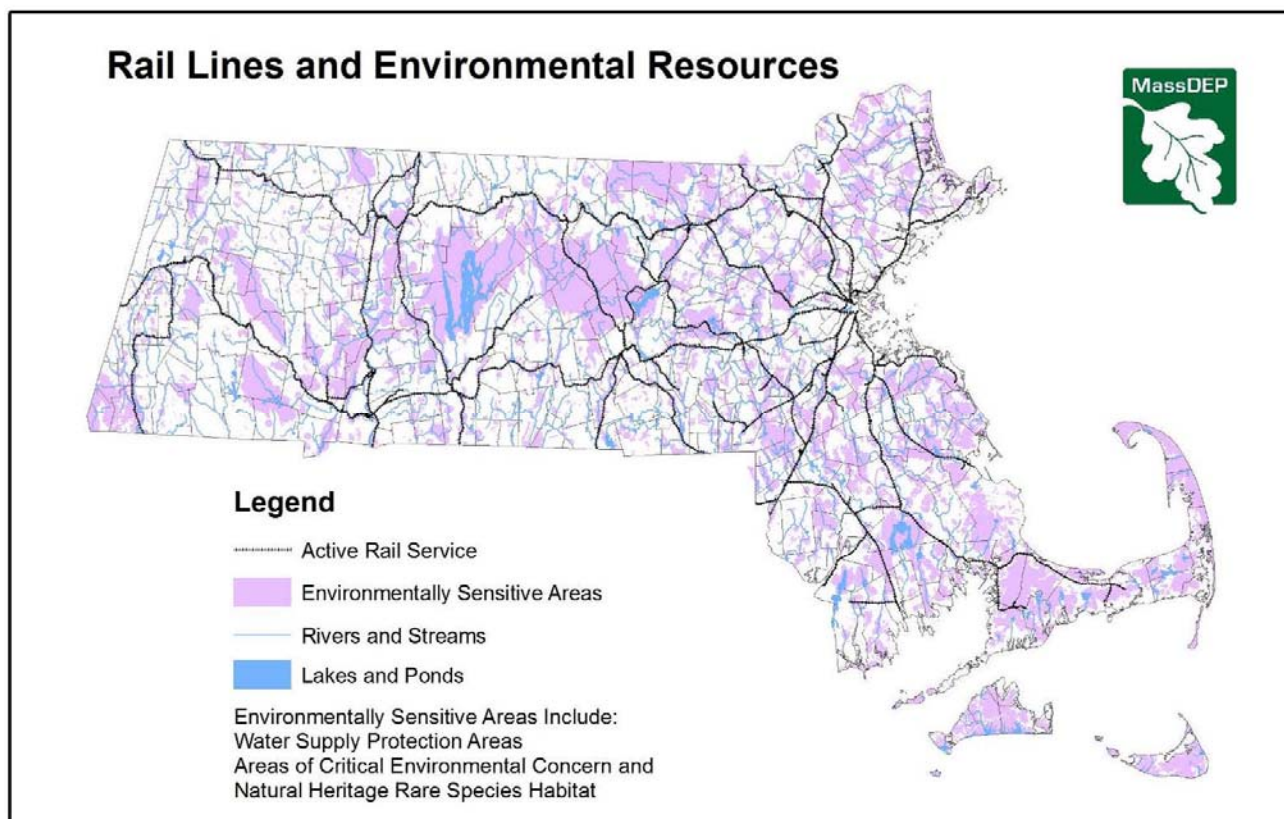 Rail Lines and Environmental Resources
MassDEP
Legend
Active Rail Service
Environmentally Sensitive Areas
Rivers and Streams
Lakes and Ponds
Environmentally Sensitive Areas Include:
Water Supply Protection Areas
Areas of Critical Environmental Concern and
Natural Heritage Rare Species Habitat